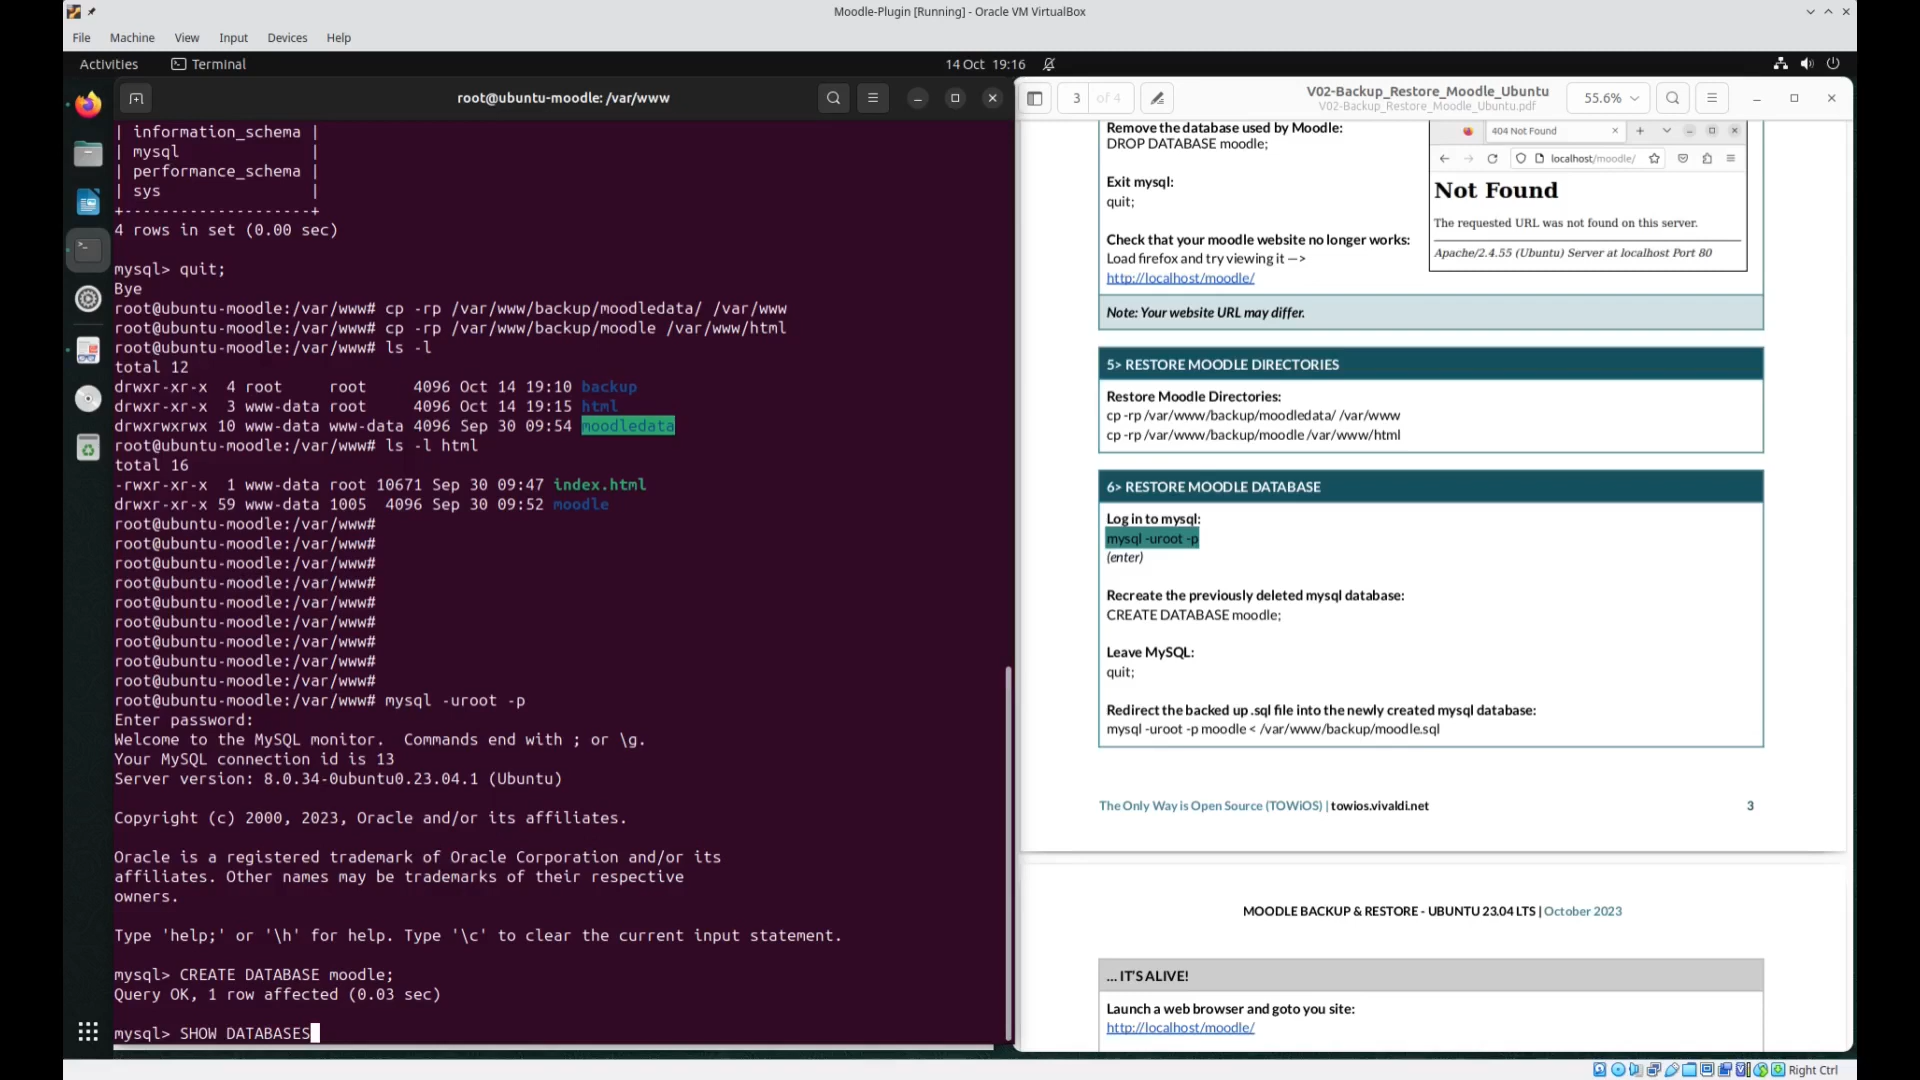 Moodle-Plugin [Running] - Oracle VM VirtualBox
File Machine View Input Devices Help
Activities Terminal 14 Oct 19:16
root@ubuntu-moodle: /var/www
| information_schema |
| mysql |
| performance_schema |
| sys |
+--------------------+
4 rows in set (0.00 sec)
mysql> quit;
Bye
root@ubuntu-moodle:/var/www# cp -rp /var/www/backup/moodledata/ /var/www
root@ubuntu-moodle:/var/www# cp -rp /var/www/backup/moodle /var/www/html
root@ubuntu-moodle:/var/www# ls -l
total 12
drwxr-xr-x 4 root root 4096 Oct 14 19:10 backup
drwxr-xr-x 3 www-data root 4096 Oct 14 19:15 html
drwxrwxrwx 10 www-data www-data 4096 Sep 30 09:54 moodledata
root@ubuntu-moodle:/var/www# ls -l html
total 16
-rwxr-xr-x 1 www-data root 10671 Sep 30 09:47 index.html
drwxr-xr-x 59 www-data 1005 4096 Sep 30 09:52 moodle
root@ubuntu-moodle:/var/www#
root@ubuntu-moodle:/var/www#
root@ubuntu-moodle:/var/www#
root@ubuntu-moodle:/var/www#
root@ubuntu-moodle:/var/www#
root@ubuntu-moodle:/var/www#
root@ubuntu-moodle:/var/www#
root@ubuntu-moodle:/var/www#
root@ubuntu-moodle:/var/www#
root@ubuntu-moodle:/var/www# mysql -uroot -p
Enter password:
Welcome to the MySQL monitor. Commands end with ; or \g.
Your MySQL connection id is 13
Server version: 8.0.34-0ubuntu0.23.04.1 (Ubuntu)
Copyright (c) 2000, 2023, Oracle and/or its affiliates.
Oracle is a registered trademark of Oracle Corporation and/or its
affiliates. Other names may be trademarks of their respective
owners.
Type 'help;' or '\h' for help. Type '\c' to clear the current input statement.
mysql> CREATE DATABASE moodle;
Query OK, 1 row affected (0.03 sec)
mysql> SHOW DATABASES
3 of 4
V02-Backup_Restore_Moodle_Ubuntu
V02-Backup_Restore_Moodle_Ubuntu.pdf
55.6%
Remove the database used by Moodle:
DROP DATABASE moodle;
Exit mysql:
quit;
Check that your moodle website no longer works:
Load firefox and try viewing it —>
http://localhost/moodle/
404 Not Found
localhost/moodle/
Not Found
The requested URL was not found on this server.
Apache/2.4.55 (Ubuntu) Server at localhost Port 80
Note: Your website URL may differ.
5> RESTORE MOODLE DIRECTORIES
Restore Moodle Directories:
cp -rp /var/www/backup/moodledata/ /var/www
cp -rp /var/www/backup/moodle /var/www/html
6> RESTORE MOODLE DATABASE
Log in to mysql:
mysql -uroot -p
(enter)
Recreate the previously deleted mysql database:
CREATE DATABASE moodle;
Leave MySQL:
quit;
Redirect the backed up .sql file into the newly created mysql database:
mysql -uroot -p moodle < /var/www/backup/moodle.sql
The Only Way is Open Source (TOWiOS) | towios.vivaldi.net 3
MOODLE BACKUP & RESTORE - UBUNTU 23.04 LTS | October 2023
... IT'S ALIVE!
Launch a web browser and goto you site:
http://localhost/moodle/
Right Ctrl